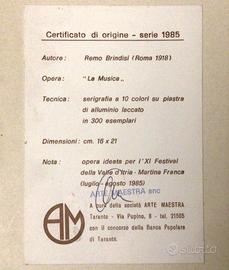 Certificato di origine - serie 1985
Autore: Remo Brindisi (Roma 1918)
Opera: "La Musica"
Tecnica: serigrafia a 10 colori su piastra
di alluminio laccato
in 300 esemplari
Dimensioni: cm. 16 x 21
Nota: opera ideata per l'XI Festival
della Valle d'Itria - Martina Franca
(luglio - agosto 1985)
ARTE MAESTRA snc
A cura della società ARTE MAESTRA
Taranto - Via Pupino, 8 - tel. 21505
con il concorso della Banca Popolare
di Taranto.
AM
subito